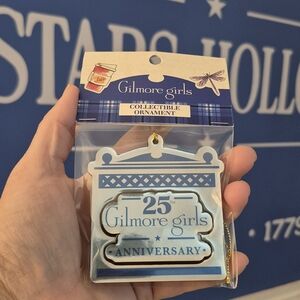 STARS HOLL
Gilmore girls
COLLECTIBLE
ORNAMENT
25
Gilmore girls
ANNIVERSARY
1779